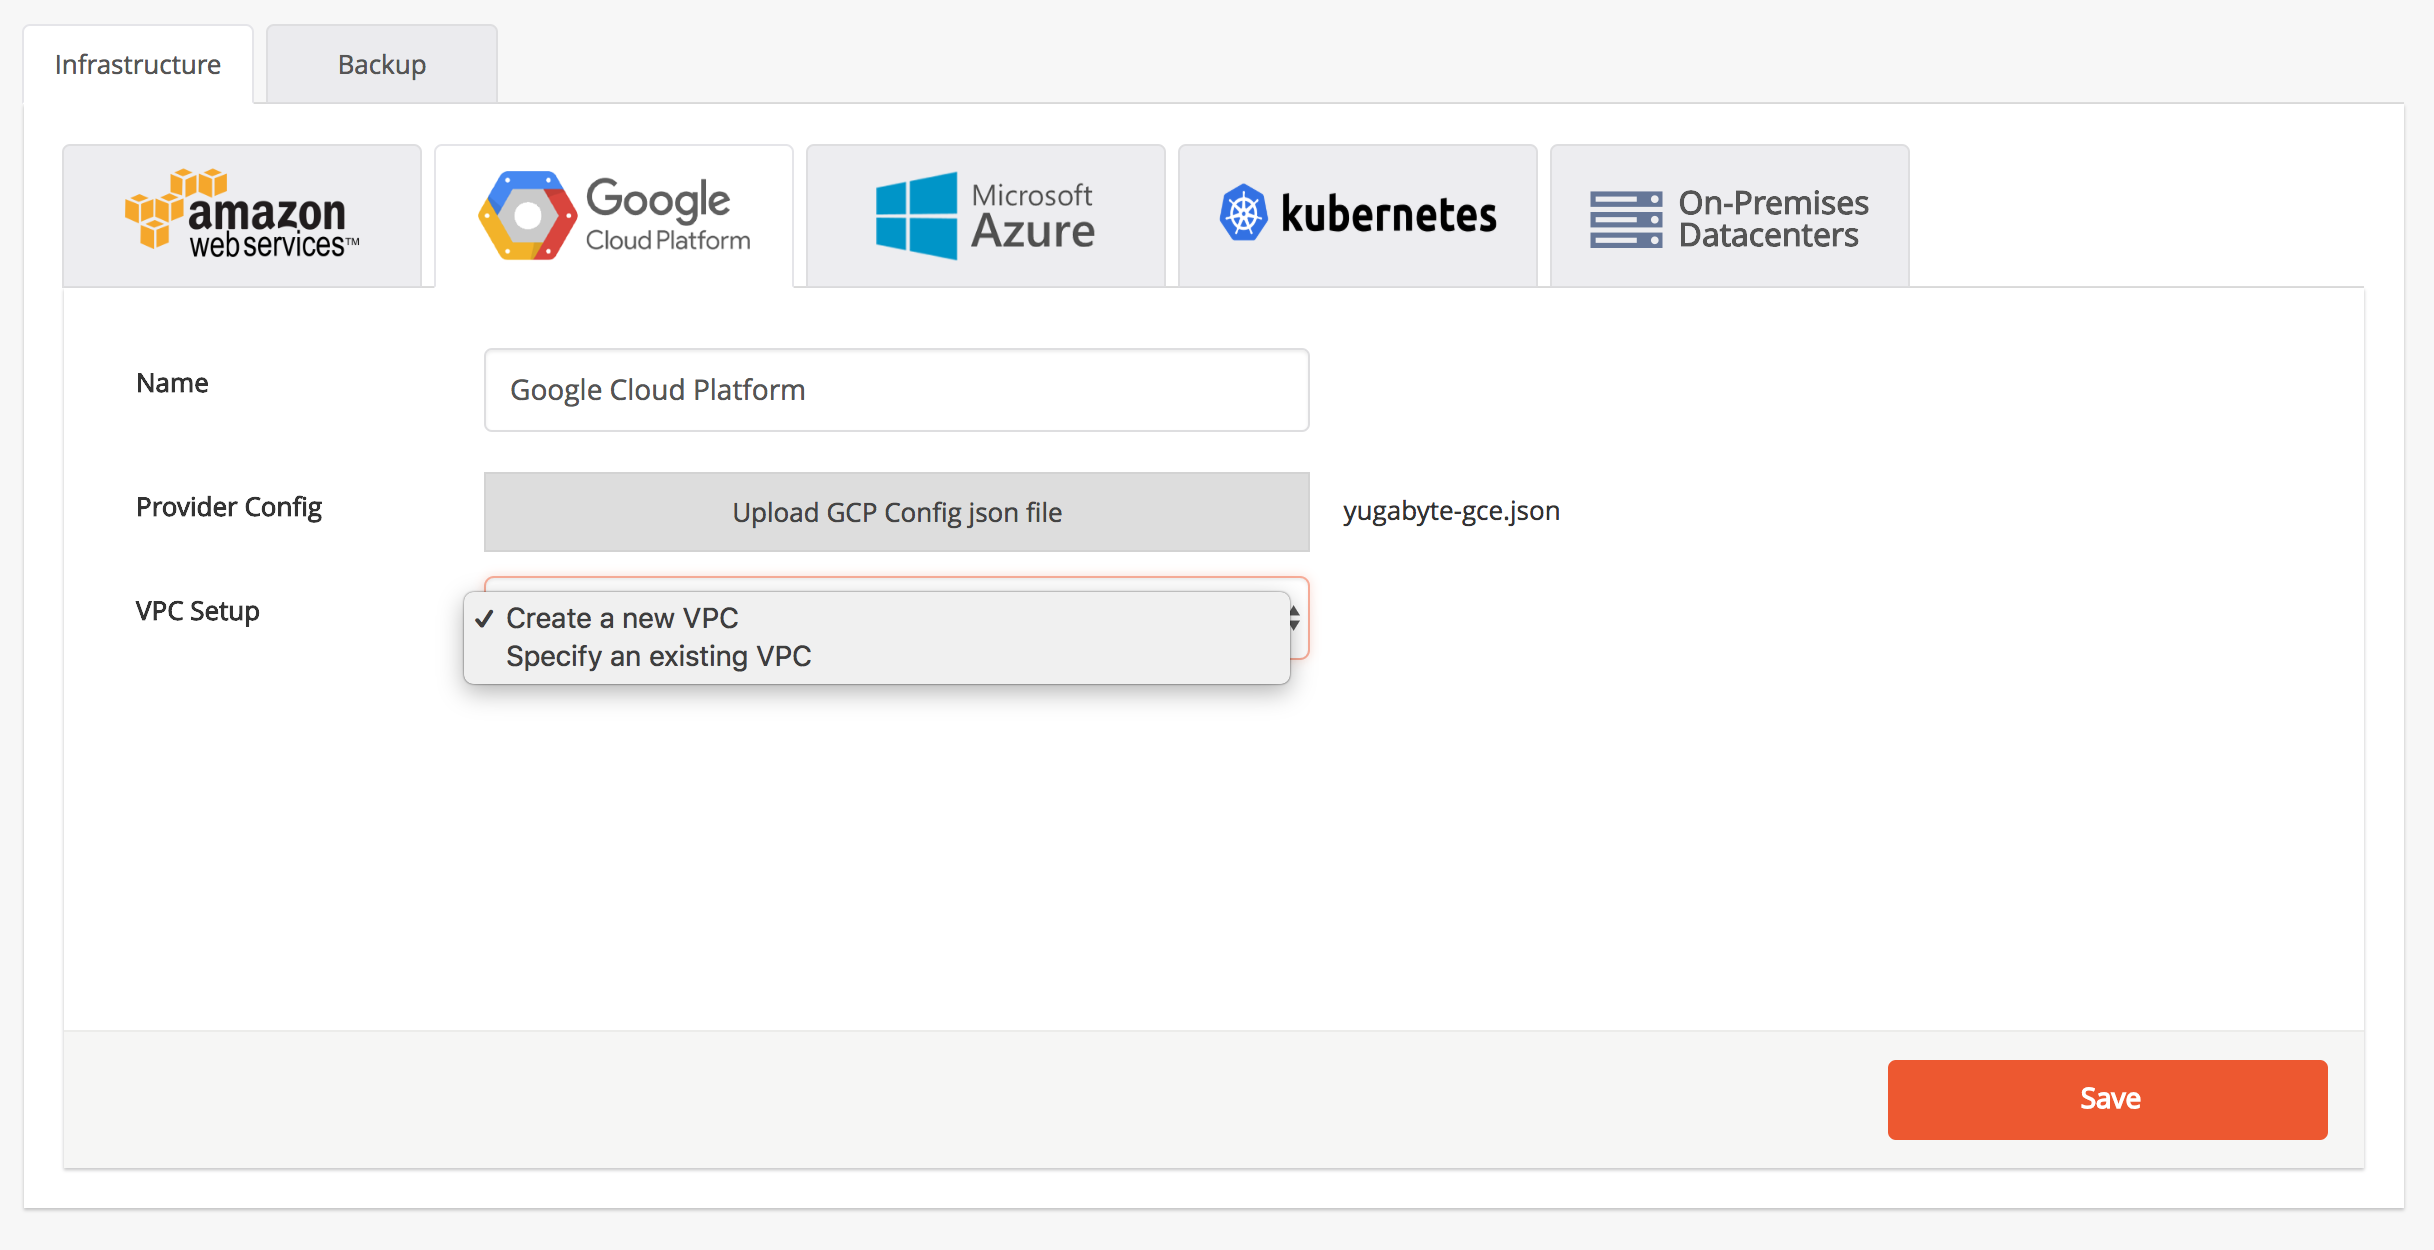 Infrastructure
Backup
amazon
web services™
Google
Cloud Platform
Microsoft
Azure
kubernetes
On-Premises
Datacenters
Name
Google Cloud Platform
Provider Config
Upload GCP Config json file
yugabyte-gce.json
VPC Setup
✓ Create a new VPC
Specify an existing VPC
Save